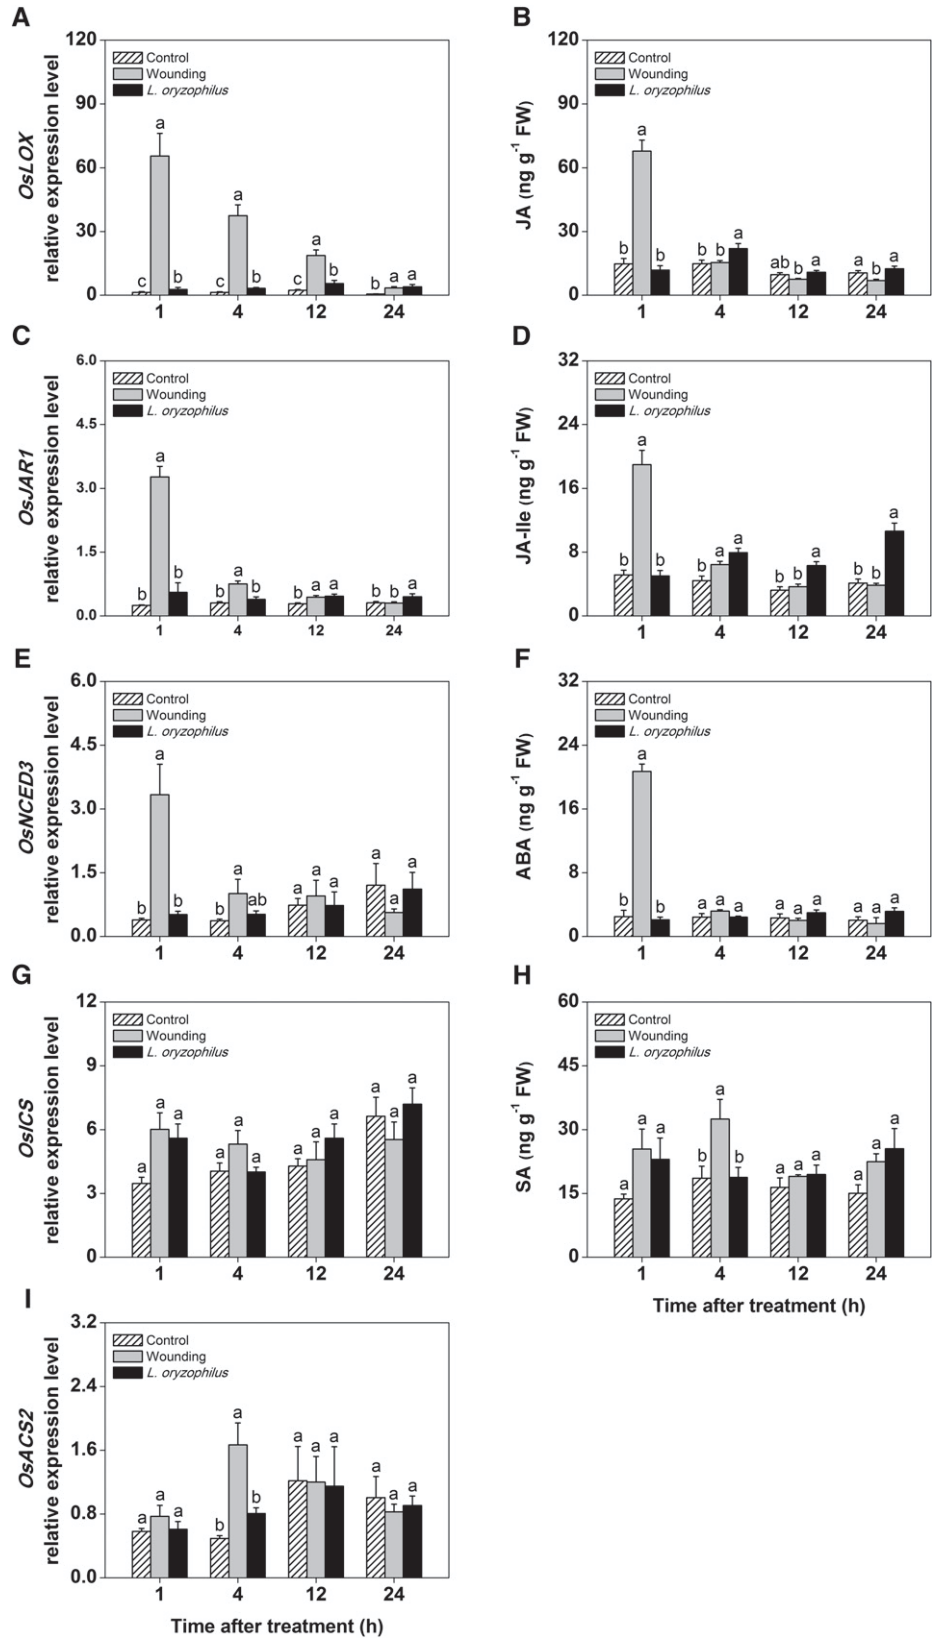 A
OsLOX
relative expression level
120
90
60
30
0
Control
Wounding
L. oryzophilus
c a b
c a b
c a b
b a a
1 4 12 24
B
JA (ng g⁻¹ FW)
120
90
60
30
0
Control
Wounding
L. oryzophilus
b a b
b b a
ab b a
a b a
1 4 12 24
C
OsJAR1
relative expression level
6.0
4.5
3.0
1.5
0.0
Control
Wounding
L. oryzophilus
b a b
b a b
b a a
b b a
1 4 12 24
D
JA-Ile (ng g⁻¹ FW)
32
24
16
8
0
Control
Wounding
L. oryzophilus
b a b
b a a
b b a
b b a
1 4 12 24
E
OsNCED3
relative expression level
6.0
4.5
3.0
1.5
0.0
Control
Wounding
L. oryzophilus
b a b
b a ab
a a a
a a a
1 4 12 24
F
ABA (ng g⁻¹ FW)
32
24
16
8
0
Control
Wounding
L. oryzophilus
b a b
a a a
a a a
a a a
1 4 12 24
G
OsICS
relative expression level
12
9
6
3
0
Control
Wounding
L. oryzophilus
a a a
a a a
a a a
a a a
1 4 12 24
H
SA (ng g⁻¹ FW)
60
45
30
15
0
Control
Wounding
L. oryzophilus
a a a
b a b
a a a
a a a
1 4 12 24
Time after treatment (h)
I
OsACS2
relative expression level
3.2
2.4
1.6
0.8
0.0
Control
Wounding
L. oryzophilus
a a a
b a b
a a a
a a a
1 4 12 24
Time after treatment (h)